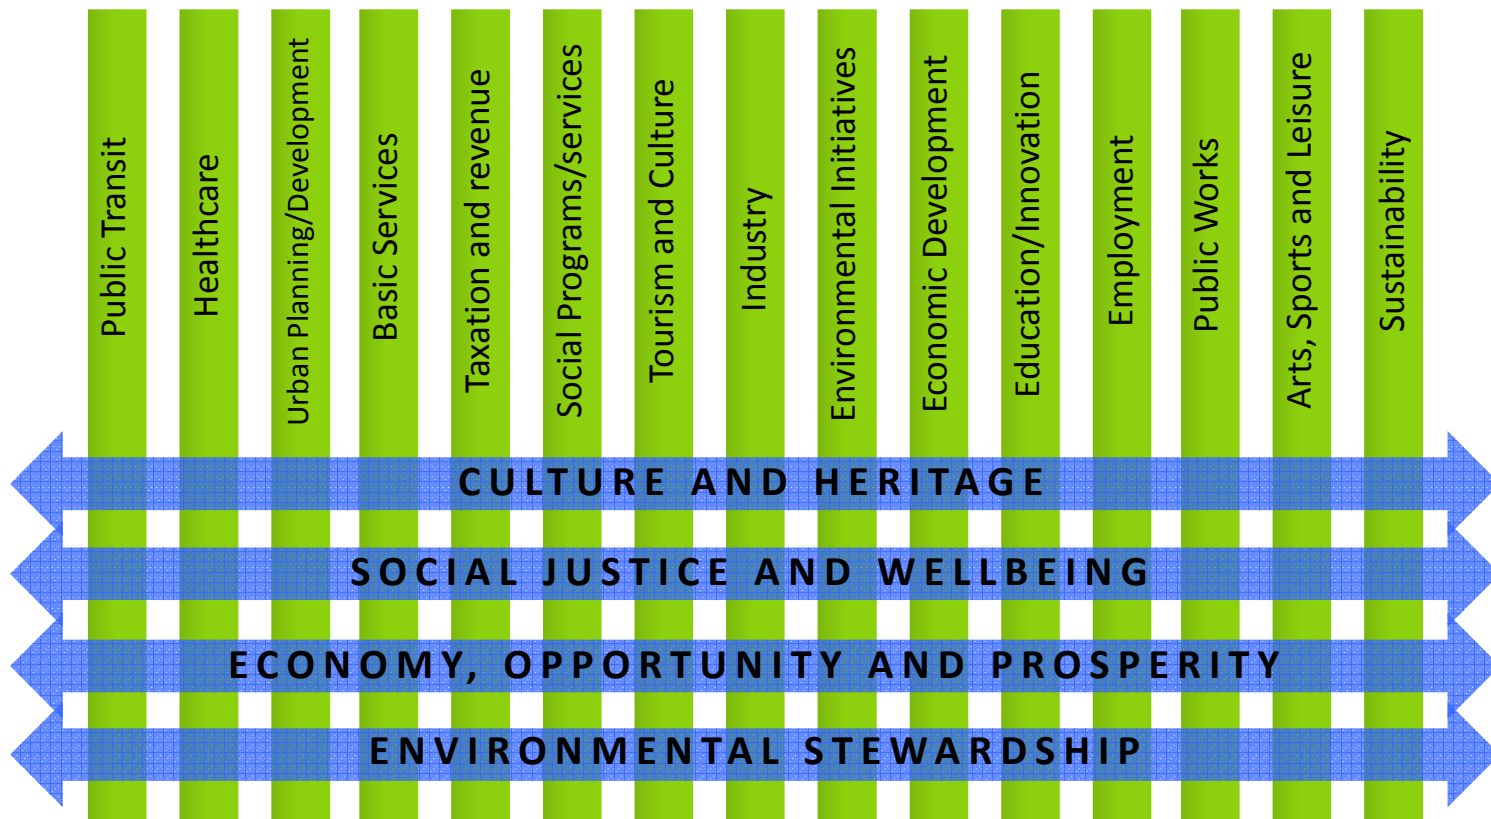 Public Transit
Healthcare
Urban Planning/Development
Basic Services
Taxation and revenue
Social Programs/services
Tourism and Culture
Industry
Environmental Initiatives
Economic Development
Education/Innovation
Employment
Public Works
Arts, Sports and Leisure
Sustainability
CULTURE AND HERITAGE
SOCIAL JUSTICE AND WELLBEING
ECONOMY, OPPORTUNITY AND PROSPERITY
ENVIRONMENTAL STEWARDSHIP